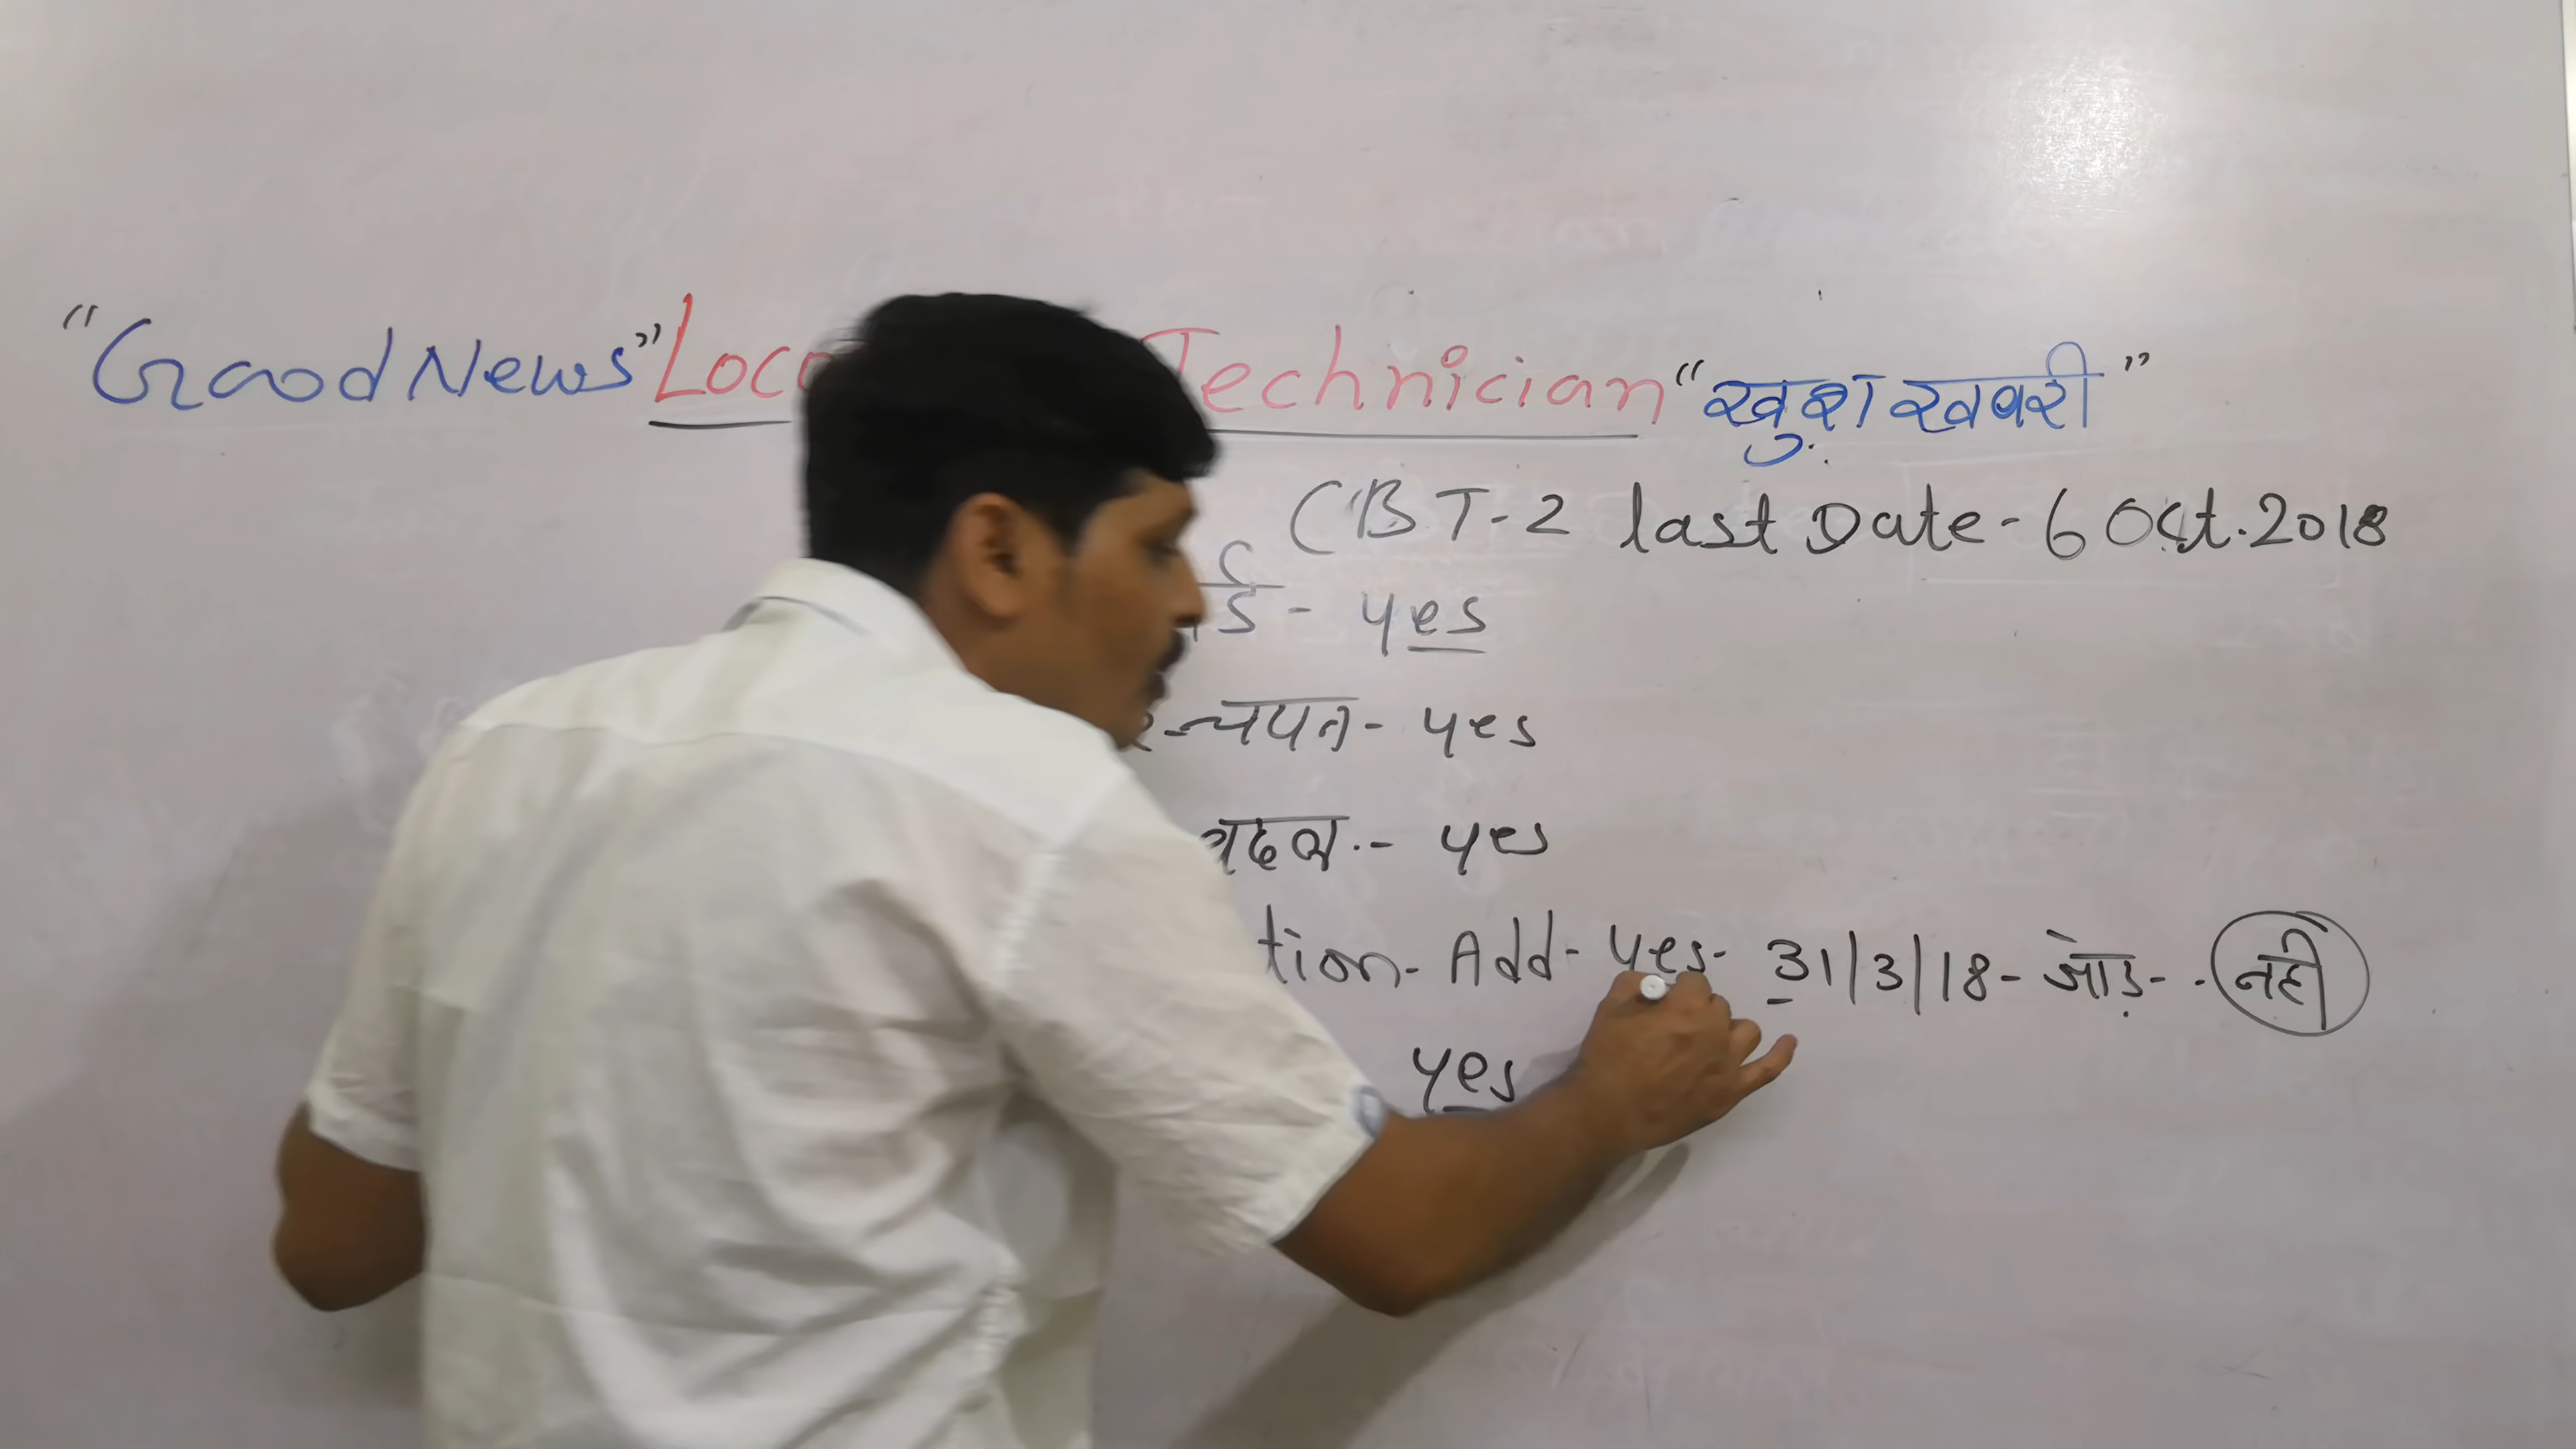 "Good News" Loco Technician "खुश खबरी"
CBT-2 last Date - 6 Oct. 2018
- yes
चयन - yes
बदल.- yes
tion - Add - yes - 31/3/18 - जोड़ - - नही
yes